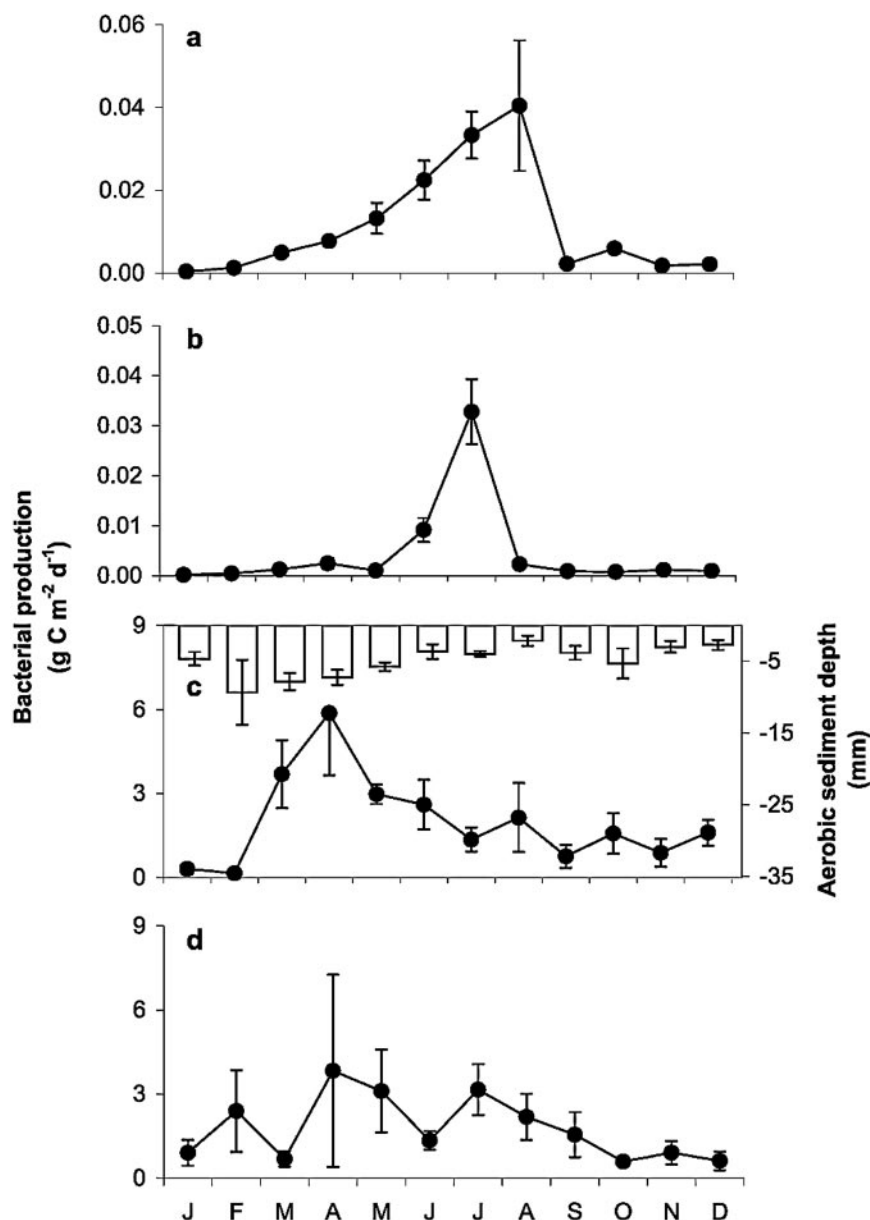 a
0.06
0.04
0.02
0.00
b
0.05
0.04
0.03
0.02
0.01
0.00
Bacterial production
(g C m-2 d-1)
c
9
6
3
0
-5
-15
-25
-35
Aerobic sediment depth
(mm)
d
9
6
3
0
J F M A M J J A S O N D